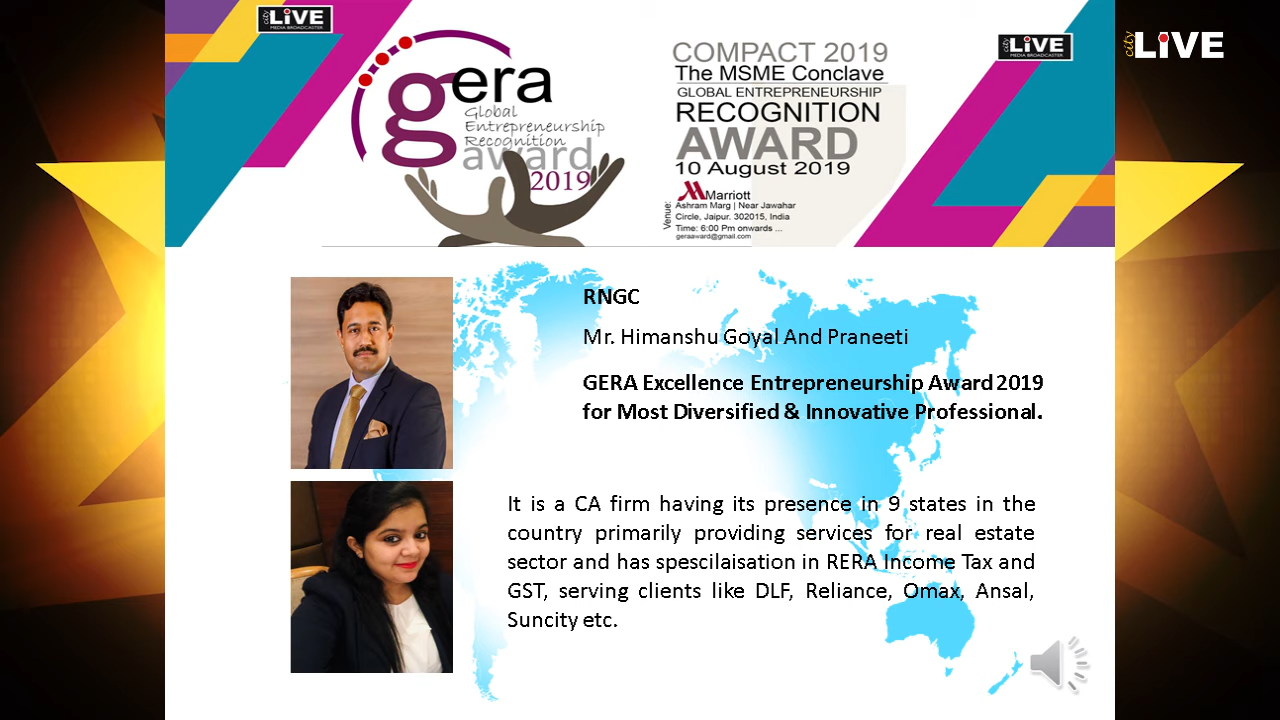 city LiVE
MEDIA BROADCASTER
gera
Global
Entrepreneurship
Recognition
award
2019
COMPACT 2019
The MSME Conclave
GLOBAL ENTREPRENEURSHIP
RECOGNITION
AWARD
10 August 2019
Marriott
Venue:
Ashram Marg | Near Jawahar
Circle, Jaipur. 302015, India
Time: 6:00 Pm onwards ...
geraaward@gmail.com
city LiVE
MEDIA BROADCASTER
city LiVE
RNGC
Mr. Himanshu Goyal And Praneeti
GERA Excellence Entrepreneurship Award 2019
for Most Diversified & Innovative Professional.
It is a CA firm having its presence in 9 states in the
country primarily providing services for real estate
sector and has spescilaisation in RERA Income Tax and
GST, serving clients like DLF, Reliance, Omax, Ansal,
Suncity etc.